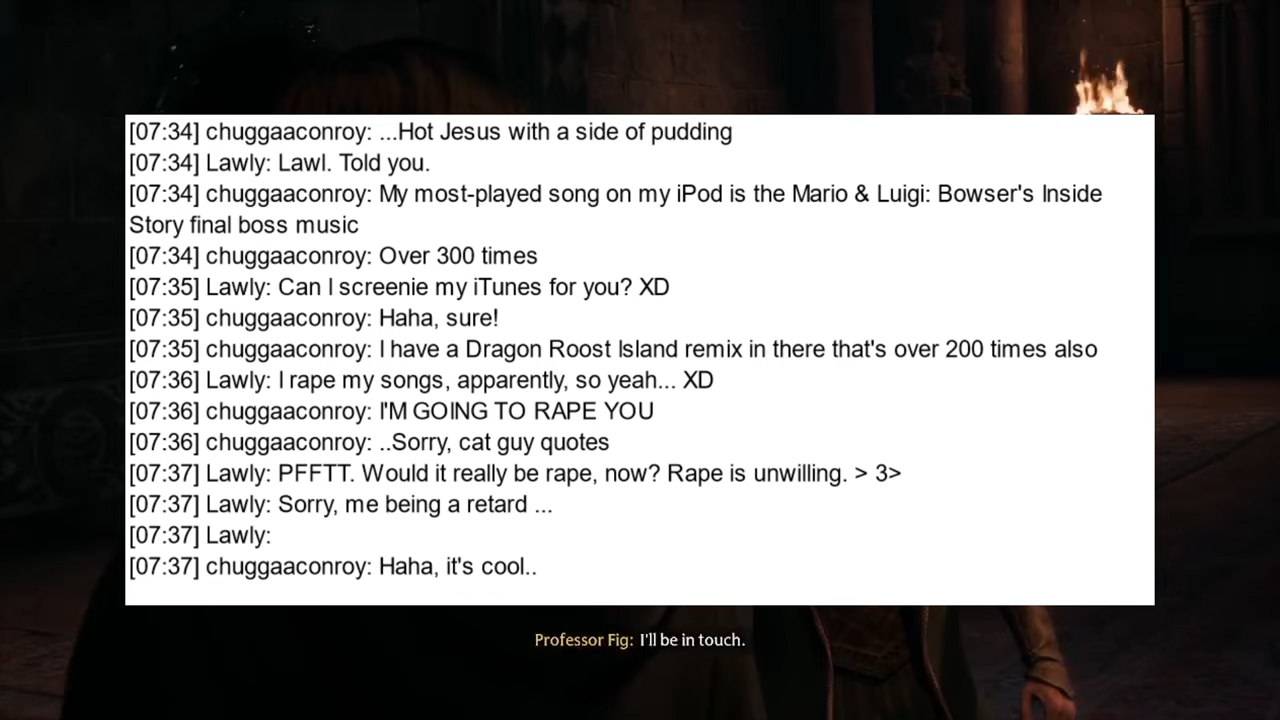 [07:34] chuggaaconroy: ...Hot Jesus with a side of pudding
[07:34] Lawly: Lawl. Told you.
[07:34] chuggaaconroy: My most-played song on my iPod is the Mario & Luigi: Bowser's Inside
Story final boss music
[07:34] chuggaaconroy: Over 300 times
[07:35] Lawly: Can I screenie my iTunes for you? XD
[07:35] chuggaaconroy: Haha, sure!
[07:35] chuggaaconroy: I have a Dragon Roost Island remix in there that's over 200 times also
[07:36] Lawly: I rape my songs, apparently, so yeah... XD
[07:36] chuggaaconroy: I'M GOING TO RAPE YOU
[07:36] chuggaaconroy: ..Sorry, cat guy quotes
[07:37] Lawly: PFFTT. Would it really be rape, now? Rape is unwilling. > 3>
[07:37] Lawly: Sorry, me being a retard ...
[07:37] Lawly:
[07:37] chuggaaconroy: Haha, it's cool..
Professor Fig: I'll be in touch.